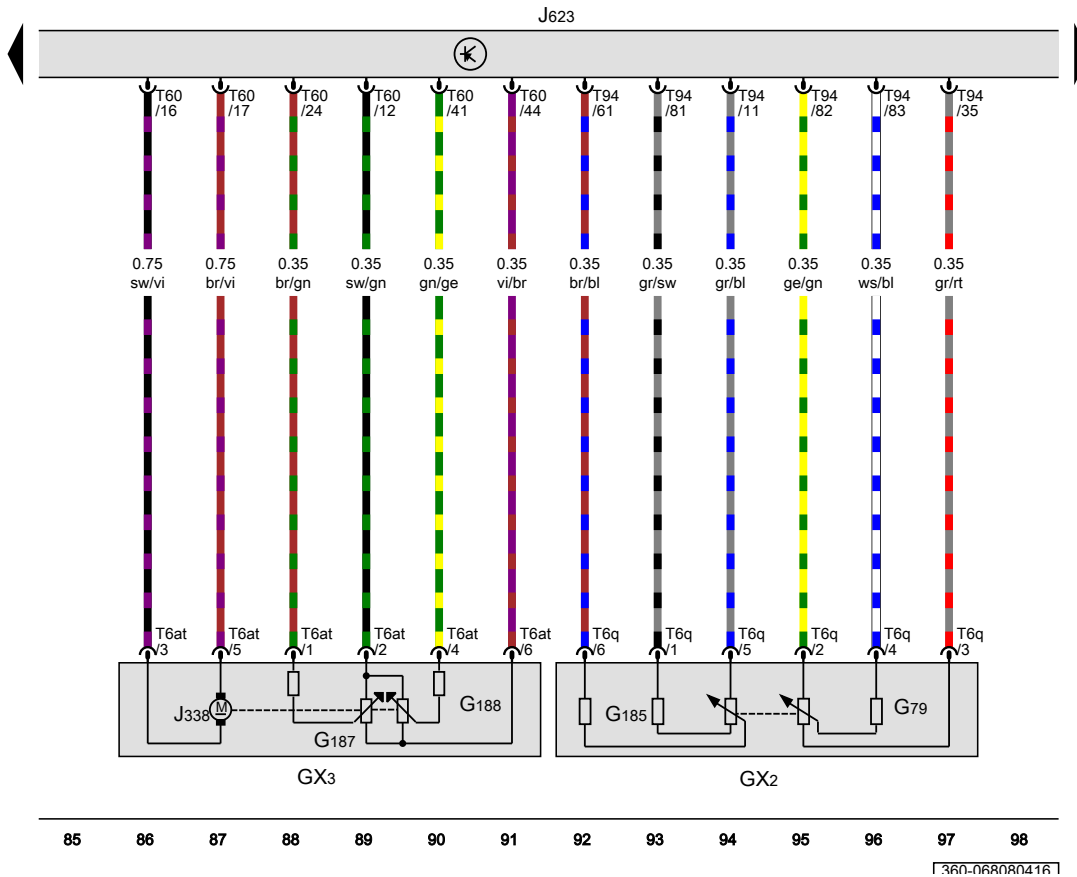 J623
T60 T60 T60 T60 T60 T60 T94 T94 T94 T94 T94 T94
/16 /17 /24 /12 /41 /44 /61 /81 /11 /82 /83 /35
0.75 0.75 0.35 0.35 0.35 0.35 0.35 0.35 0.35 0.35 0.35 0.35
sw/vi br/vi br/gn sw/gn gn/ge vi/br br/bl gr/sw gr/bl ge/gn ws/bl gr/rt
T6at T6at T6at T6at T6at T6at T6q T6q T6q T6q T6q T6q
/3 /5 /1 /2 /4 /6 /6 /1 /5 /2 /4 /3
J338 M G188 G185 G79
G187
GX3 GX2
85 86 87 88 89 90 91 92 93 94 95 96 97 98
360-068080416